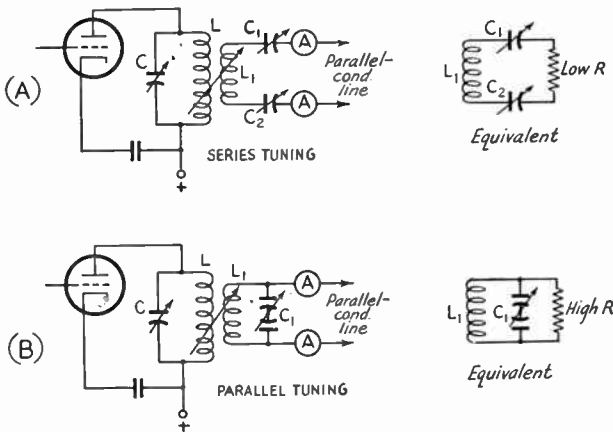 (A)
C
L
L1
C1
A
Parallel-
cond.
line
C2
A
SERIES TUNING
+
L1
C1
C2
Low R
Equivalent
(B)
C
L
L1
C1
A
Parallel-
cond.
line
A
PARALLEL TUNING
+
L1
C1
High R
Equivalent